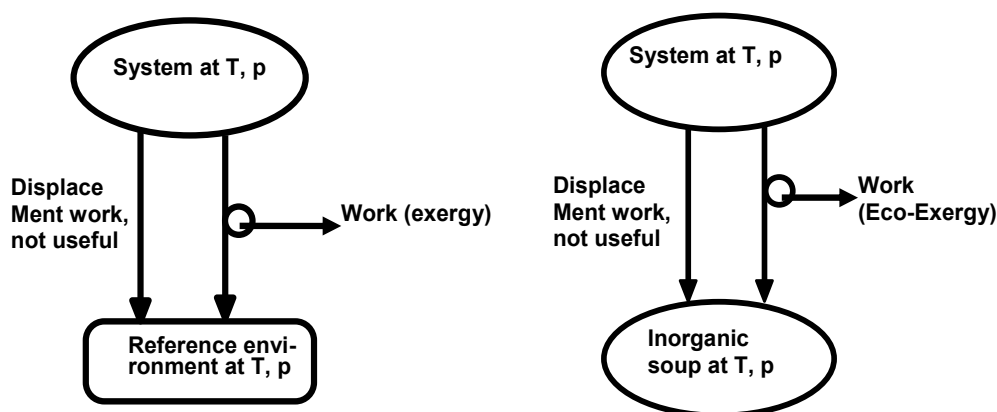 System at T, p
Displace
Ment work,
not useful
Work (exergy)
Reference envi-
ronment at T, p
System at T, p
Displace
Ment work,
not useful
Work
(Eco-Exergy)
Inorganic
soup at T, p